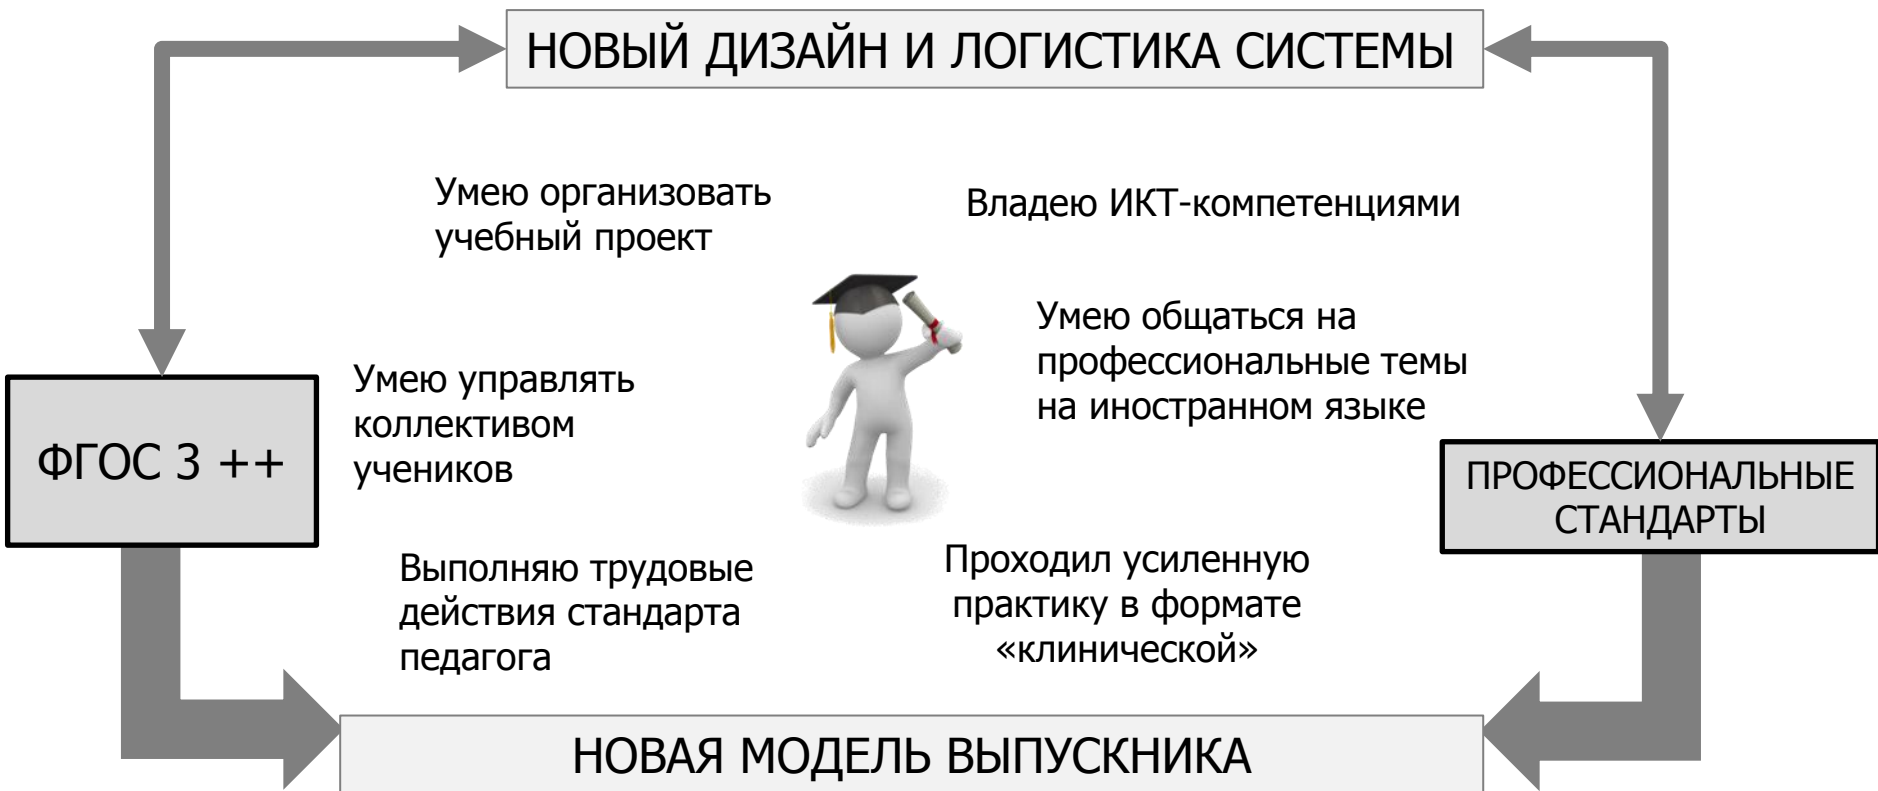 НОВЫЙ ДИЗАЙН И ЛОГИСТИКА СИСТЕМЫ
Умею организовать
учебный проект
Владею ИКТ-компетенциями
Умею общаться на
профессиональные темы
на иностранном языке
Умею управлять
коллективом
учеников
ФГОС 3 ++
ПРОФЕССИОНАЛЬНЫЕ
СТАНДАРТЫ
Выполняю трудовые
действия стандарта
педагога
Проходил усиленную
практику в формате
«клинической»
НОВАЯ МОДЕЛЬ ВЫПУСКНИКА